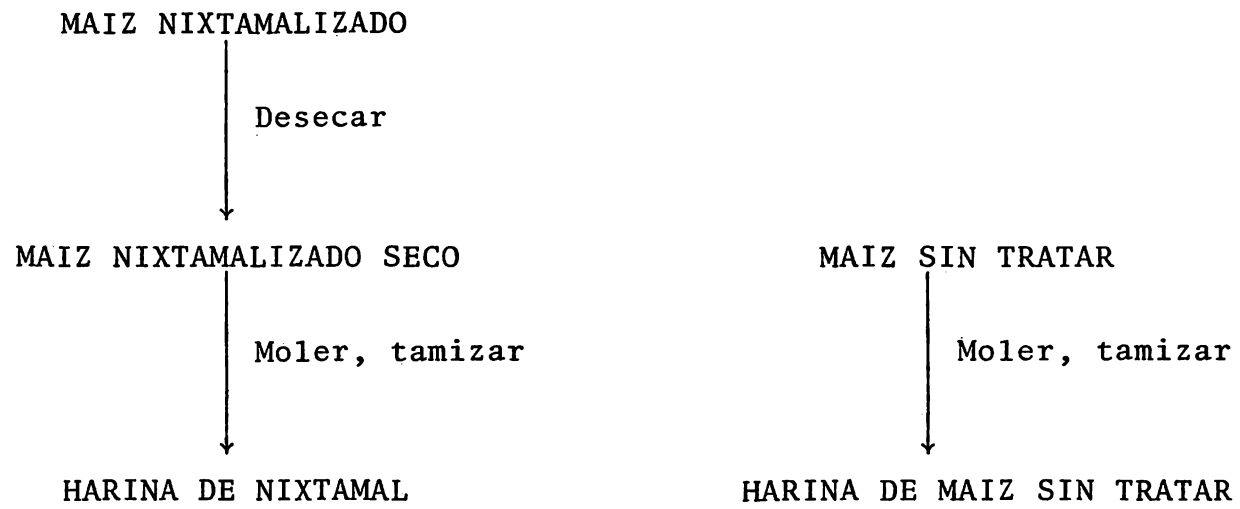 MAIZ NIXTAMALIZADO
Desecar
MAIZ NIXTAMALIZADO SECO
Moler, tamizar
HARINA DE NIXTAMAL
MAIZ SIN TRATAR
Moler, tamizar
HARINA DE MAIZ SIN TRATAR